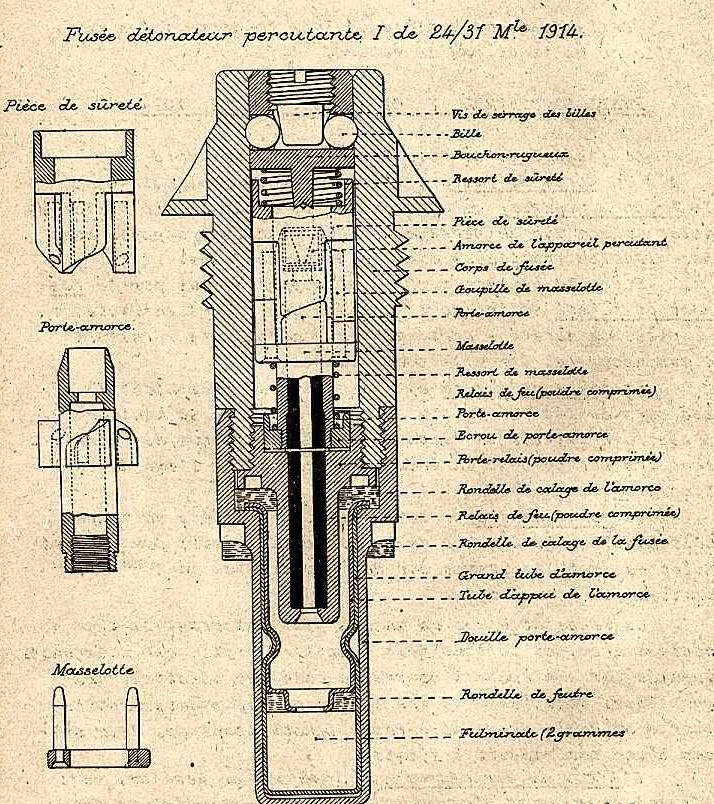 Fusée détonateur percutante I de 24/31 Mle 1914.
Pièce de sûreté
Porte-amorce.
Masselotte
Vis de serrage des billes
Bille
Bouchon-rugueux
Ressort de sûreté
Pièce de sûreté
Amorce de l'appareil percutant
Corps de fusée
Goupille de masselotte
Porte-amorce
Masselotte
Ressort de masselotte
Relais de feu (poudre comprimée)
Porte-amorce
Ecrou de porte-amorce
Porte-relais (poudre comprimée)
Rondelle de calage de l'amorce
Relais de feu (poudre comprimée)
Rondelle de calage de la fusée
Grand tube d'amorce
Tube d'appui de l'amorce
Douille porte-amorce
Rondelle de feutre
Fulminate (2 grammes